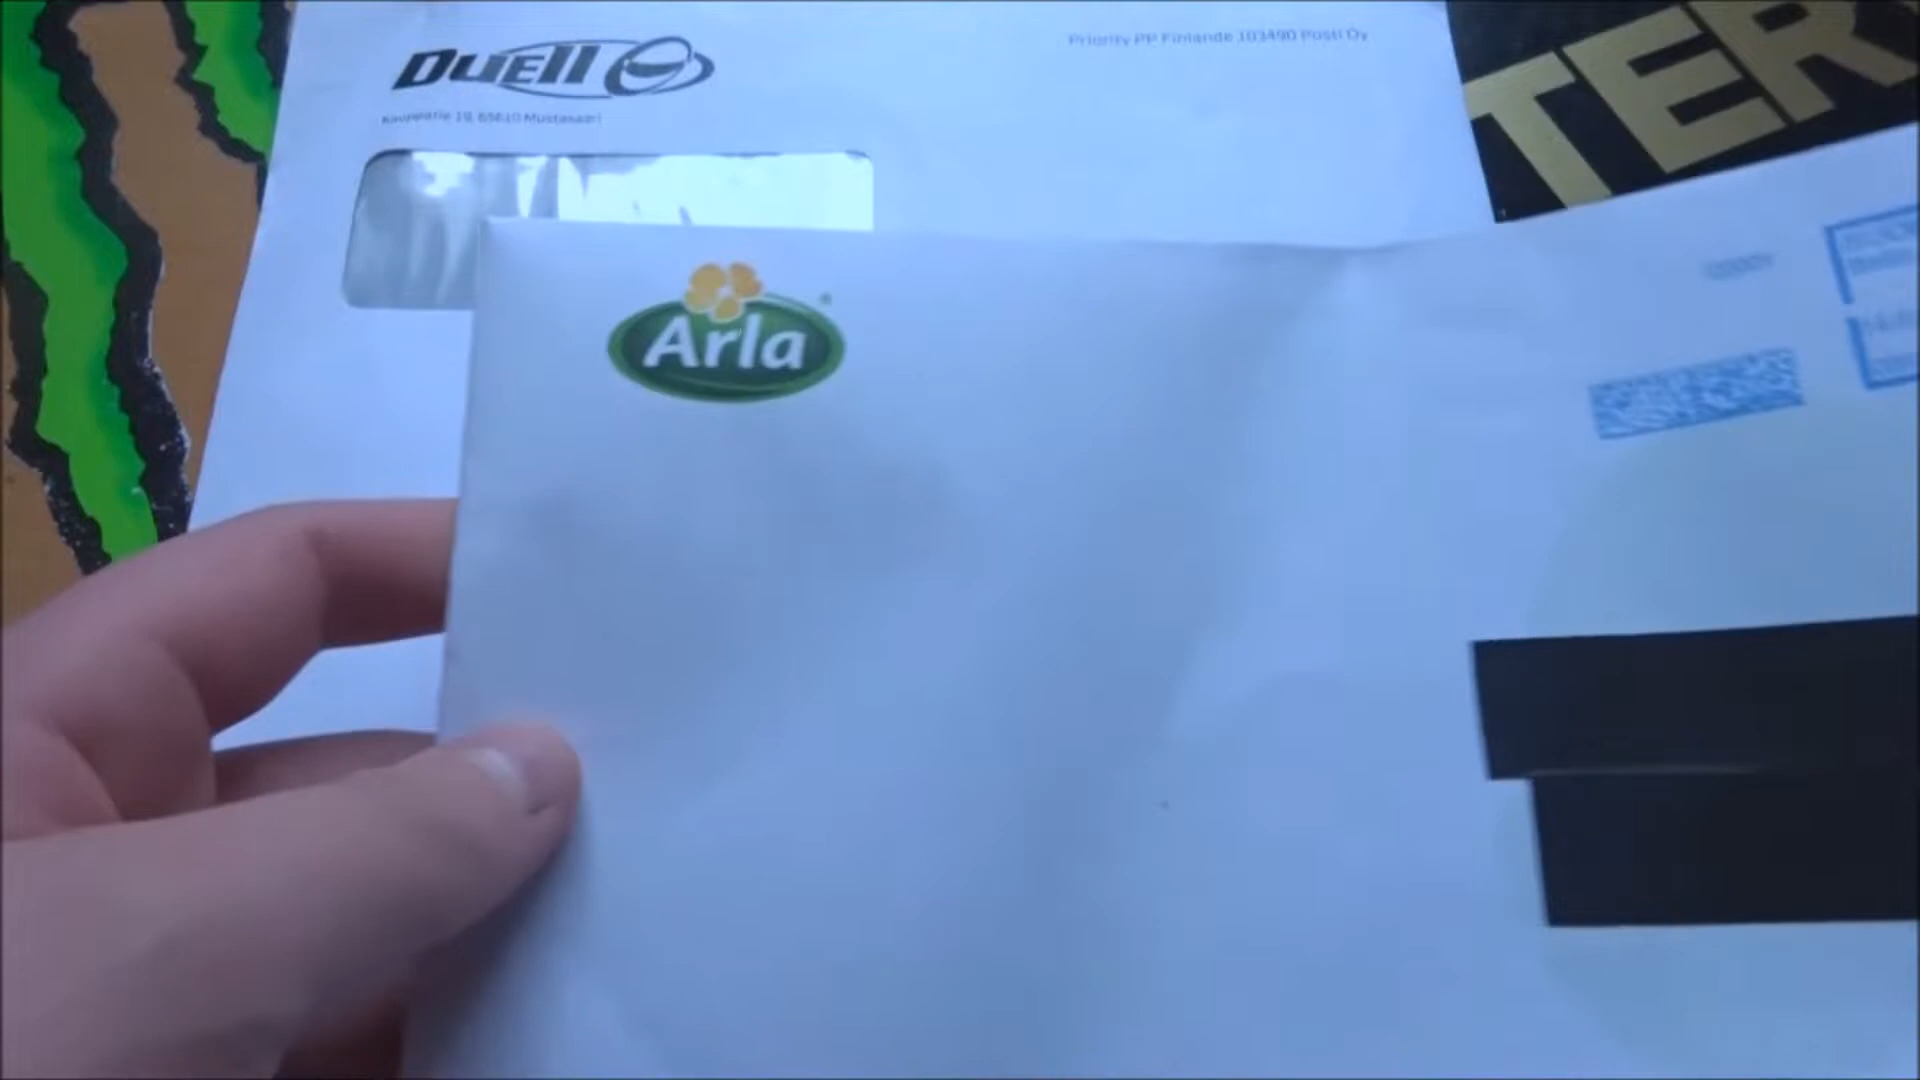 DUEll
Priority PP Finlande 103490 Posti Oy
Kauppatie 19, 65610 Mustasaari
TER
Arla®